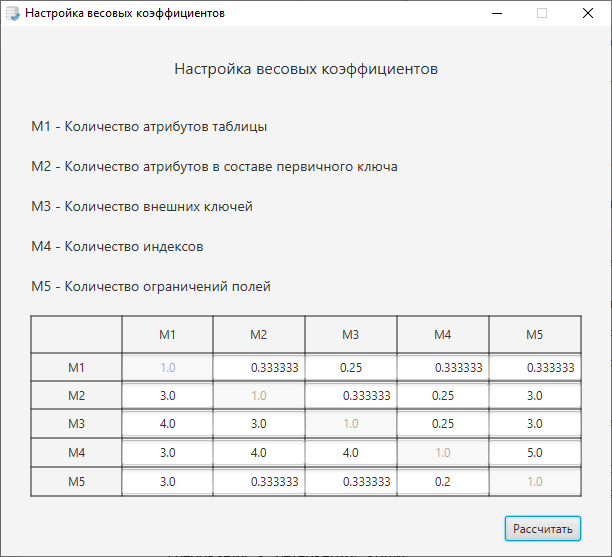 Настройка весовых коэффициентов
Настройка весовых коэффициентов
M1 - Количество атрибутов таблицы
M2 - Количество атрибутов в составе первичного ключа
M3 - Количество внешних ключей
M4 - Количество индексов
M5 - Количество ограничений полей
M1 M2 M3 M4 M5
M1 1.0 0.333333 0.25 0.333333 0.333333
M2 3.0 1.0 0.333333 0.25 3.0
M3 4.0 3.0 1.0 0.25 3.0
M4 3.0 4.0 4.0 1.0 5.0
M5 3.0 0.333333 0.333333 0.2 1.0
Рассчитать